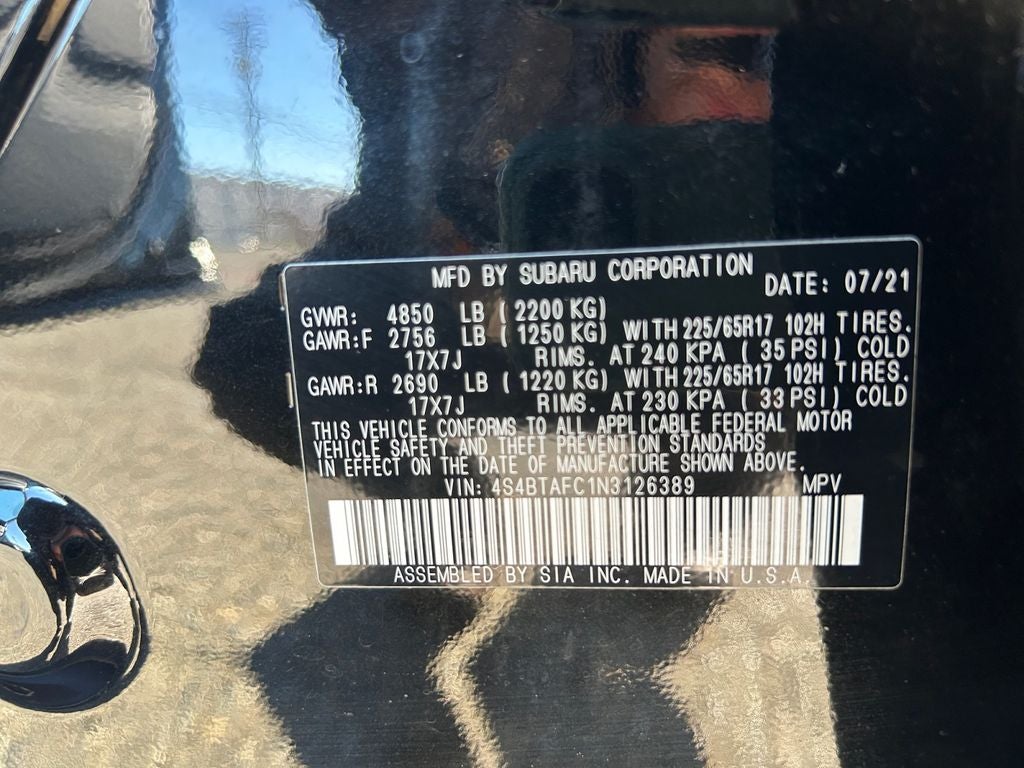 MFD BY SUBARU CORPORATION DATE: 07/21
GVWR: 4850 LB (2200 KG)
GAWR:F 2756 LB (1250 KG) WITH 225/65R17 102H TIRES.
17X7J RIMS. AT 240 KPA (35 PSI) COLD
GAWR:R 2690 LB (1220 KG) WITH 225/65R17 102H TIRES.
17X7J RIMS. AT 230 KPA (33 PSI) COLD
THIS VEHICLE CONFORMS TO ALL APPLICABLE FEDERAL MOTOR
VEHICLE SAFETY AND THEFT PREVENTION STANDARDS
IN EFFECT ON THE DATE OF MANUFACTURE SHOWN ABOVE.
VIN: 4S4BTAFC1N3126389 MPV
ASSEMBLED BY SIA INC. MADE IN U.S.A.